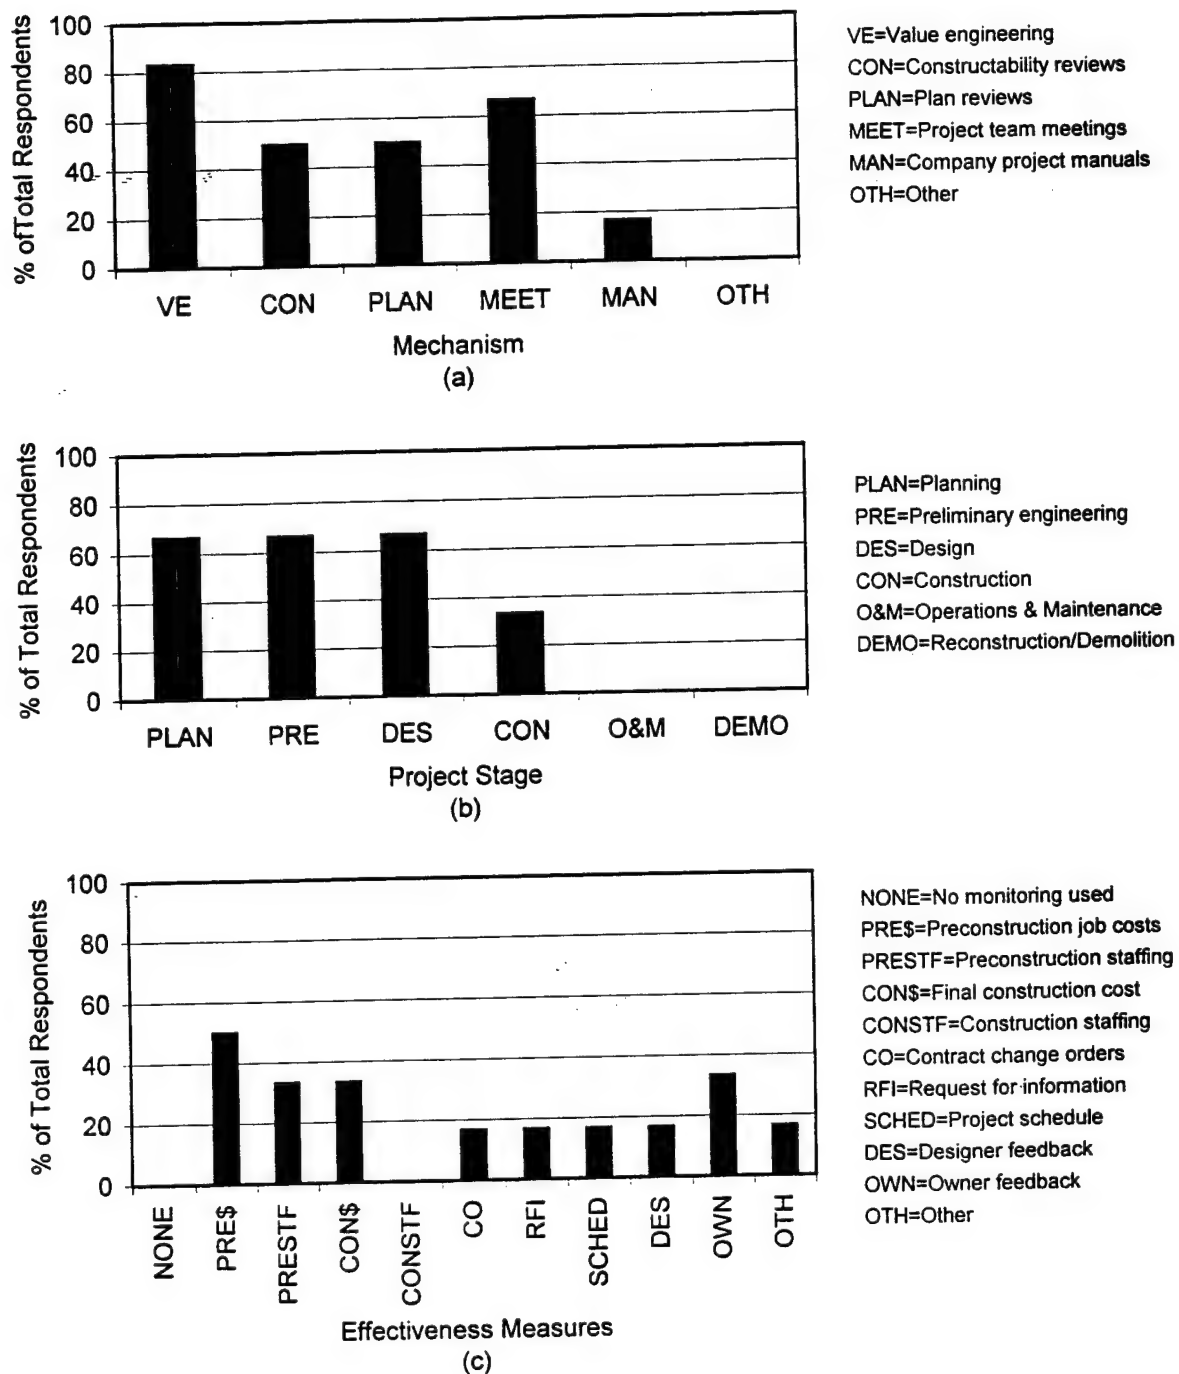 % ofTotal Respondents
100
80
60
40
20
0
VE CON PLAN MEET MAN OTH
Mechanism
(a)
VE=Value engineering
CON=Constructability reviews
PLAN=Plan reviews
MEET=Project team meetings
MAN=Company project manuals
OTH=Other
% of Total Respondents
100
80
60
40
20
0
PLAN PRE DES CON O&M DEMO
Project Stage
(b)
PLAN=Planning
PRE=Preliminary engineering
DES=Design
CON=Construction
O&M=Operations & Maintenance
DEMO=Reconstruction/Demolition
% of Total Respondents
100
80
60
40
20
0
NONE PRE$ PRESTF CON$ CONSTF CO RFI SCHED DES OWN OTH
Effectiveness Measures
(c)
NONE=No monitoring used
PRE$=Preconstruction job costs
PRESTF=Preconstruction staffing
CON$=Final construction cost
CONSTF=Construction staffing
CO=Contract change orders
RFI=Request for information
SCHED=Project schedule
DES=Designer feedback
OWN=Owner feedback
OTH=Other